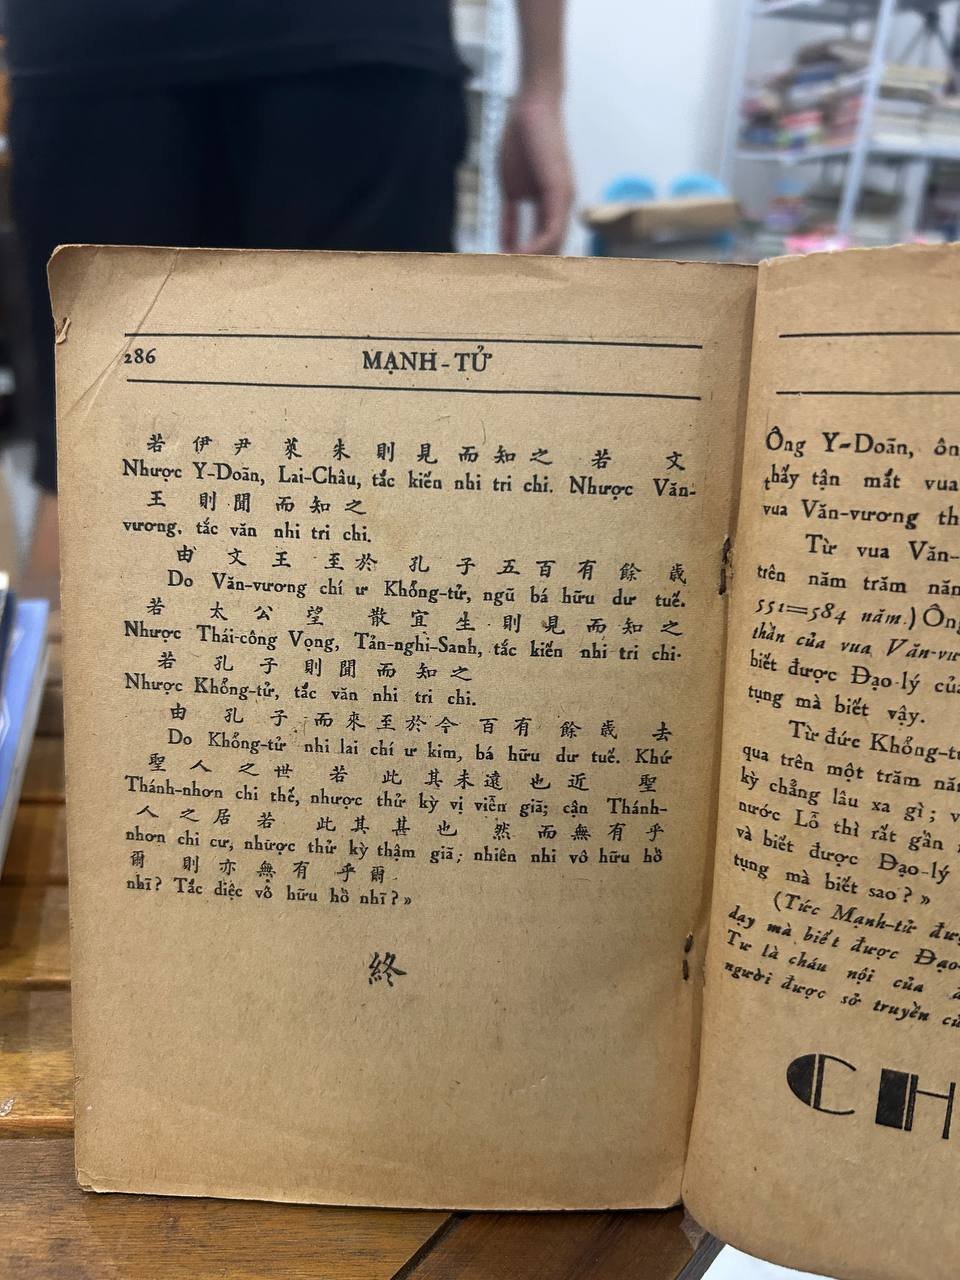 286
MẠNH-TỬ
若 伊 尹 萊 朱 則 見 而 知 之 若 文
Nhược Y-Doãn, Lai-Châu, tắc kiến nhi tri chi. Nhược Văn-
王 則 聞 而 知 之
vương, tắc văn nhi tri chi.
由 文 王 至 於 孔 子 五 百 有 餘 歲
Do Văn-vương chí ư Khổng-tử, ngũ bá hữu dư tuế.
若 太 公 望 散 宜 生 則 見 而 知 之
Nhược Thái-công Vọng, Tản-nghi-Sanh, tắc kiến nhi tri chi.
若 孔 子 則 聞 而 知 之
Nhược Khổng-tử, tắc văn nhi tri chi.
由 孔 子 而 來 至 於 今 百 有 餘 歲 去
Do Khổng-tử nhi lai chí ư kim, bá hữu dư tuế. Khứ
聖 人 之 世 若 此 其 未 遠 也 近 聖
Thánh-nhơn chi thế, nhược thử kỳ vị viễn giã; cận Thánh-
人 之 居 若 此 其 甚 也 然 而 無 有 乎
nhơn chi cư, nhược thử kỳ thậm giã; nhiên nhi vô hữu hồ
爾 則 亦 無 有 乎 爾
nhĩ? Tắc diệc vô hữu hồ nhĩ? »
終
Ông Y-Doãn,
thấy tận mắt vua
vua Văn-vương
Từ vua Văn-
trên năm trăm
551=584 năm.)
thần của vua
biết được Đạo-lý
tụng mà biết vậy.
Từ đức
qua trên một trăm
kỳ chẳng lâu xa gì;
nước Lỗ thì rất gần
và biết được Đạo-lý
tụng mà biết sao? »
(Tức Mạnh-tử
dạy mà biết được
Tư là cháu nội của
người được sở truyền